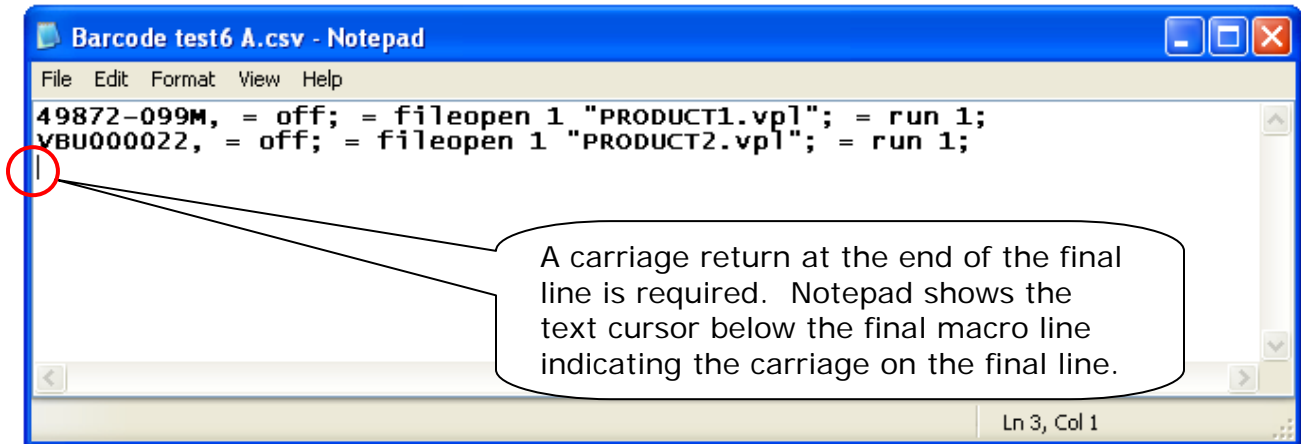 Barcode test6 A.csv - Notepad
File Edit Format View Help
49872-099M, = off; = fileopen 1 "PRODUCT1.vpl"; = run 1;
VBU000022, = off; = fileopen 1 "PRODUCT2.vpl"; = run 1;
A carriage return at the end of the final
line is required. Notepad shows the
text cursor below the final macro line
indicating the carriage on the final line.
Ln 3, Col 1